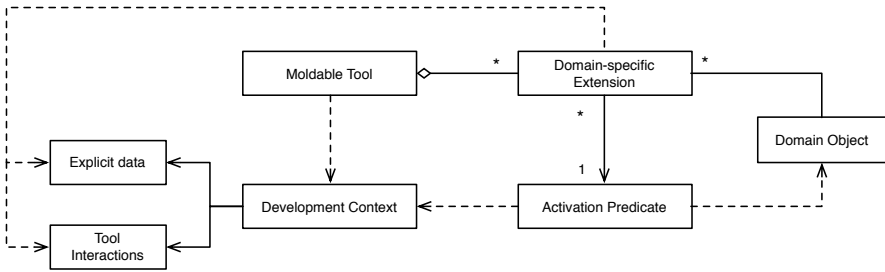 Moldable Tool
*
Domain-specific
Extension
*
*
Domain Object
Explicit data
1
Development Context
Activation Predicate
Tool
Interactions